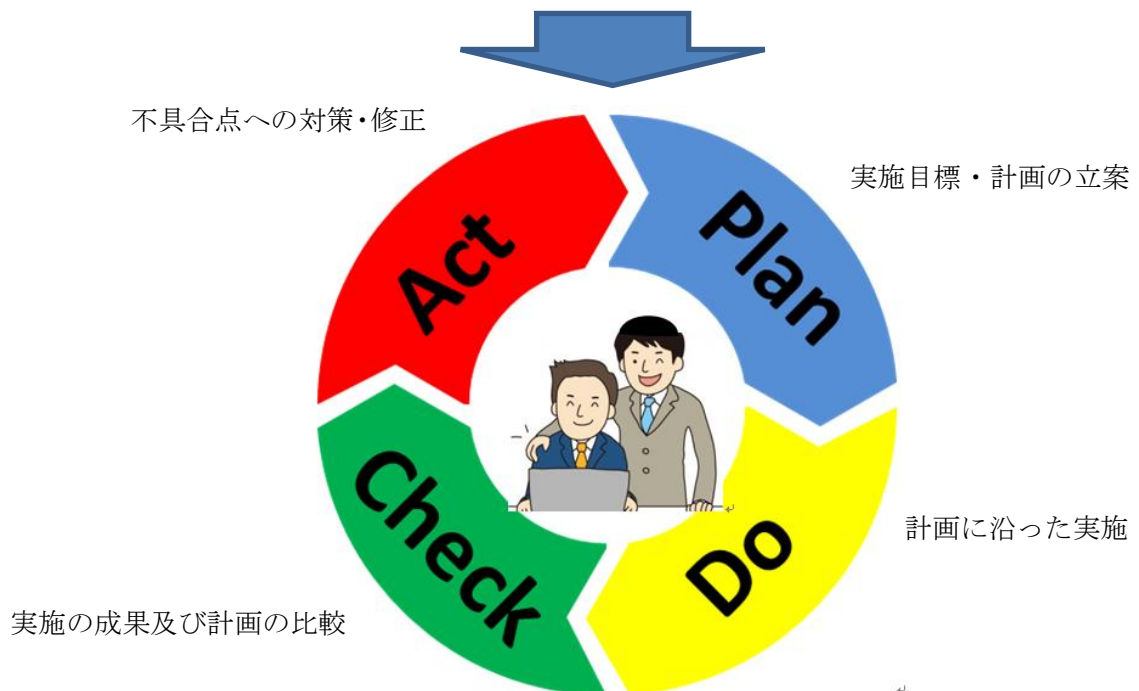 不具合点への対策・修正
実施目標・計画の立案
Act
Plan
計画に沿った実施
Check
Do
実施の成果及び計画の比較